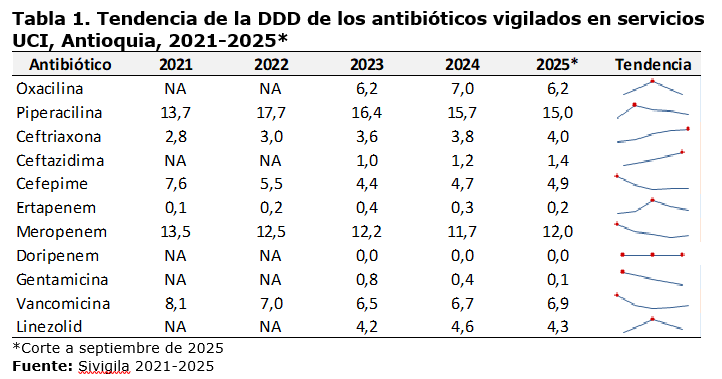 Tabla 1. Tendencia de la DDD de los antibióticos vigilados en servicios
UCI, Antioquia, 2021-2025*
Antibiótico 2021 2022 2023 2024 2025* Tendencia
Oxacilina NA NA 6,2 7,0 6,2
Piperacilina 13,7 17,7 16,4 15,7 15,0
Ceftriaxona 2,8 3,0 3,6 3,8 4,0
Ceftazidima NA NA 1,0 1,2 1,4
Cefepime 7,6 5,5 4,4 4,7 4,9
Ertapenem 0,1 0,2 0,4 0,3 0,2
Meropenem 13,5 12,5 12,2 11,7 12,0
Doripenem NA NA 0,0 0,0 0,0
Gentamicina NA NA 0,8 0,4 0,1
Vancomicina 8,1 7,0 6,5 6,7 6,9
Linezolid NA NA 4,2 4,6 4,3
*Corte a septiembre de 2025
Fuente: Sivigila 2021-2025